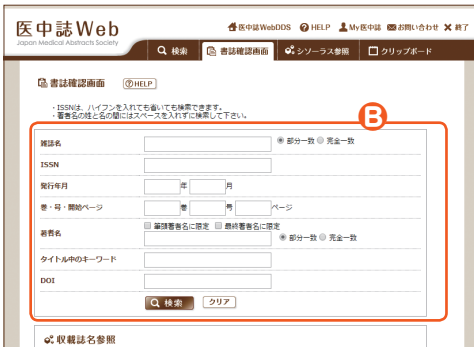 医中誌Web
Japan Medical Abstracts Society
医中誌WebDDS HELP My医中誌 お問い合わせ 終了
検索 書誌確認画面 シソーラス参照 クリップボード
書誌確認画面 HELP
・ISSNは、ハイフンを入れても省いても検索できます。
・著者名の姓と名の間にはスペースを入れずに検索して下さい。
B
雑誌名 部分一致 完全一致
ISSN
発行年月 年 月
巻・号・開始ページ 巻 号 ページ
筆頭著者名に限定 最終著者名に限定
著者名 部分一致 完全一致
タイトル中のキーワード
DOI
検索 クリア
収載誌名参照